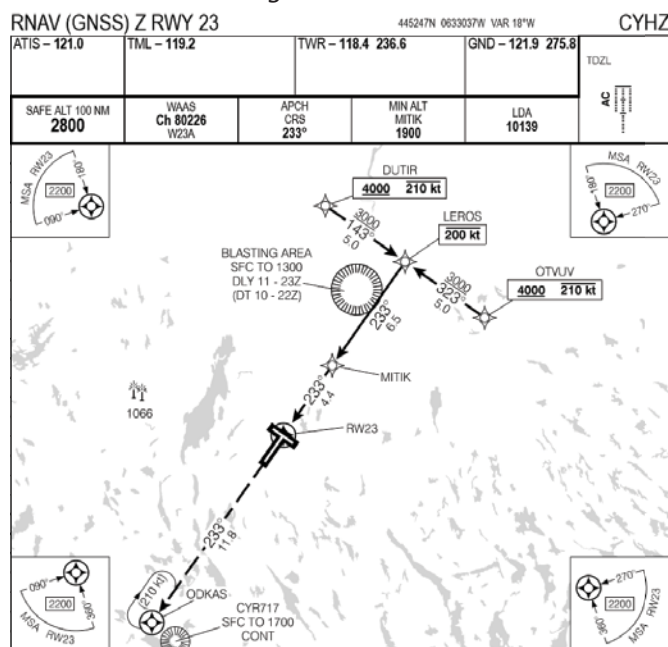 RNAV (GNSS) Z RWY 23 445247N 0633037W VAR 18°W CYHZ
ATIS – 121.0 TML – 119.2 TWR – 118.4 236.6 GND – 121.9 275.8
TDZL
AC
SAFE ALT 100 NM
2800
WAAS
Ch 80226
W23A
APCH
CRS
233°
MIN ALT
MITIK
1900
LDA
10139
MSA RW23
180°
2200
090°
DUTIR
4000 210 kt
3000
143°
5.0
LEROS
200 kt
MSA RW23
180°
2200
270°
BLASTING AREA
SFC TO 1300
DLY 11 - 23Z
(DT 10 - 22Z)
3000
323°
5.0
OTVUV
4000 210 kt
233°
6.5
MITIK
1066
233°
4.4
RW23
233°
11.8
090°
2200
360°
MSA RW23
(210 kt)
ODKAS
CYR717
SFC TO 1700
CONT
270°
2200
360°
MSA RW23